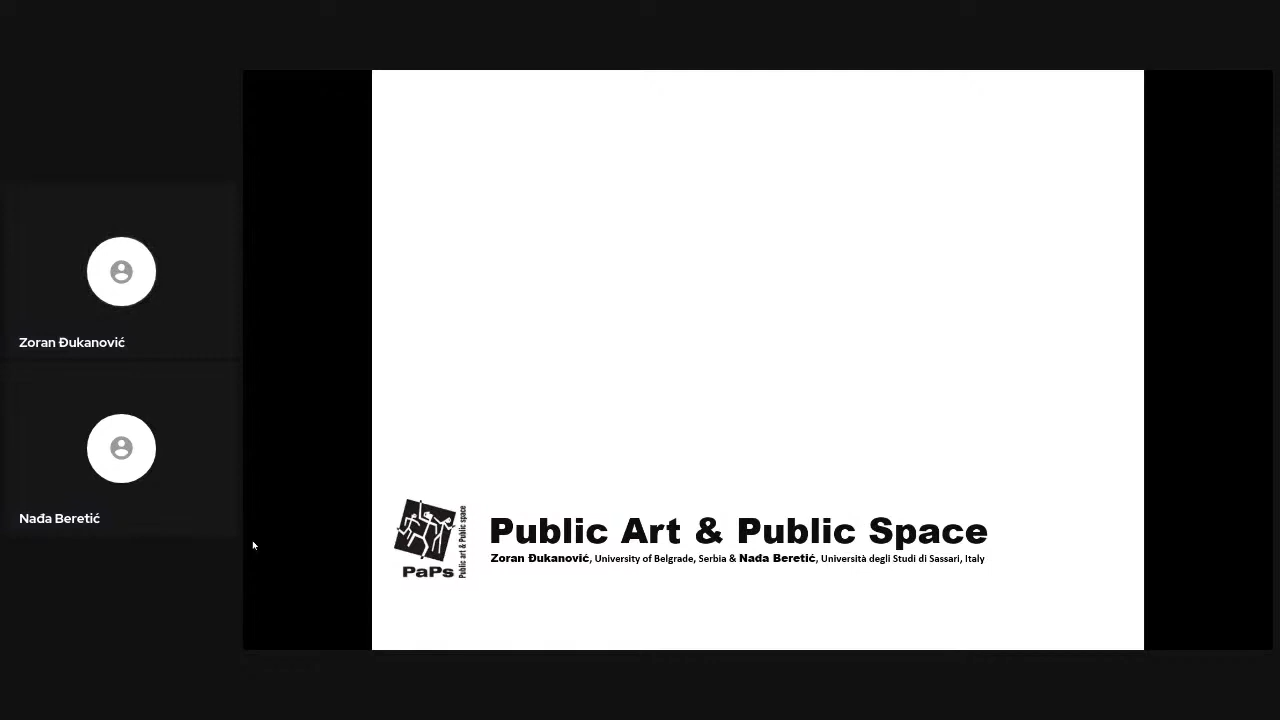 Zoran Đukanović
Nađa Beretić
PaPs
Public art & Public space
Public Art & Public Space
Zoran Đukanović, University of Belgrade, Serbia & Nađa Beretić, Università degli Studi di Sassari, Italy